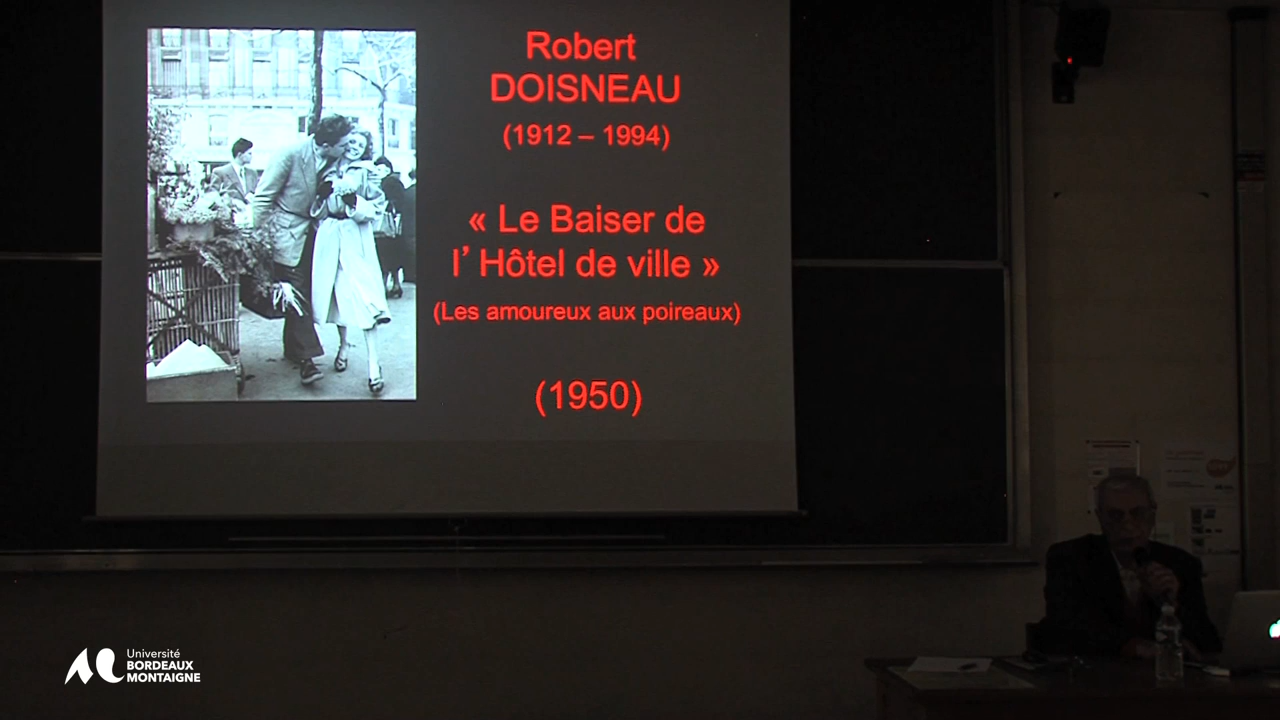 Robert
DOISNEAU
(1912 – 1994)
« Le Baiser de
l’ Hôtel de ville »
(Les amoureux aux poireaux)
(1950)
Université
BORDEAUX
MONTAIGNE